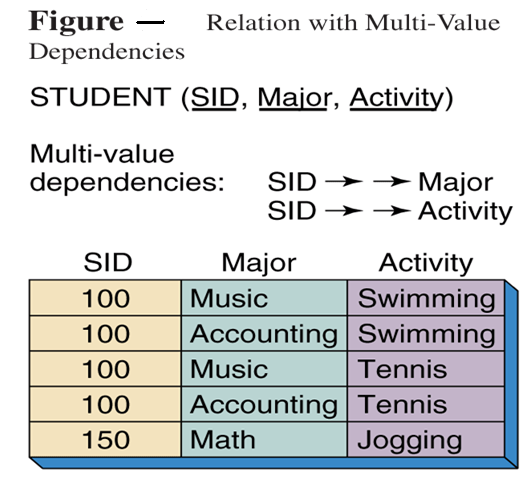 Figure — Relation with Multi-Value
Dependencies
STUDENT (SID, Major, Activity)
Multi-value
dependencies: SID → → Major
SID → → Activity
SID Major Activity
100 Music Swimming
100 Accounting Swimming
100 Music Tennis
100 Accounting Tennis
150 Math Jogging